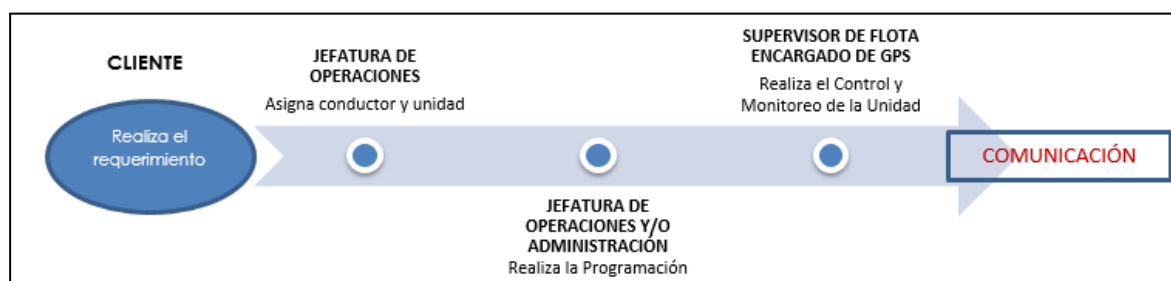 CLIENTE
Realiza el
requerimiento
JEFATURA DE
OPERACIONES
Asigna conductor y unidad
JEFATURA DE
OPERACIONES Y/O
ADMINISTRACIÓN
Realiza la Programación
SUPERVISOR DE FLOTA
ENCARGADO DE GPS
Realiza el Control y
Monitoreo de la Unidad
COMUNICACIÓN